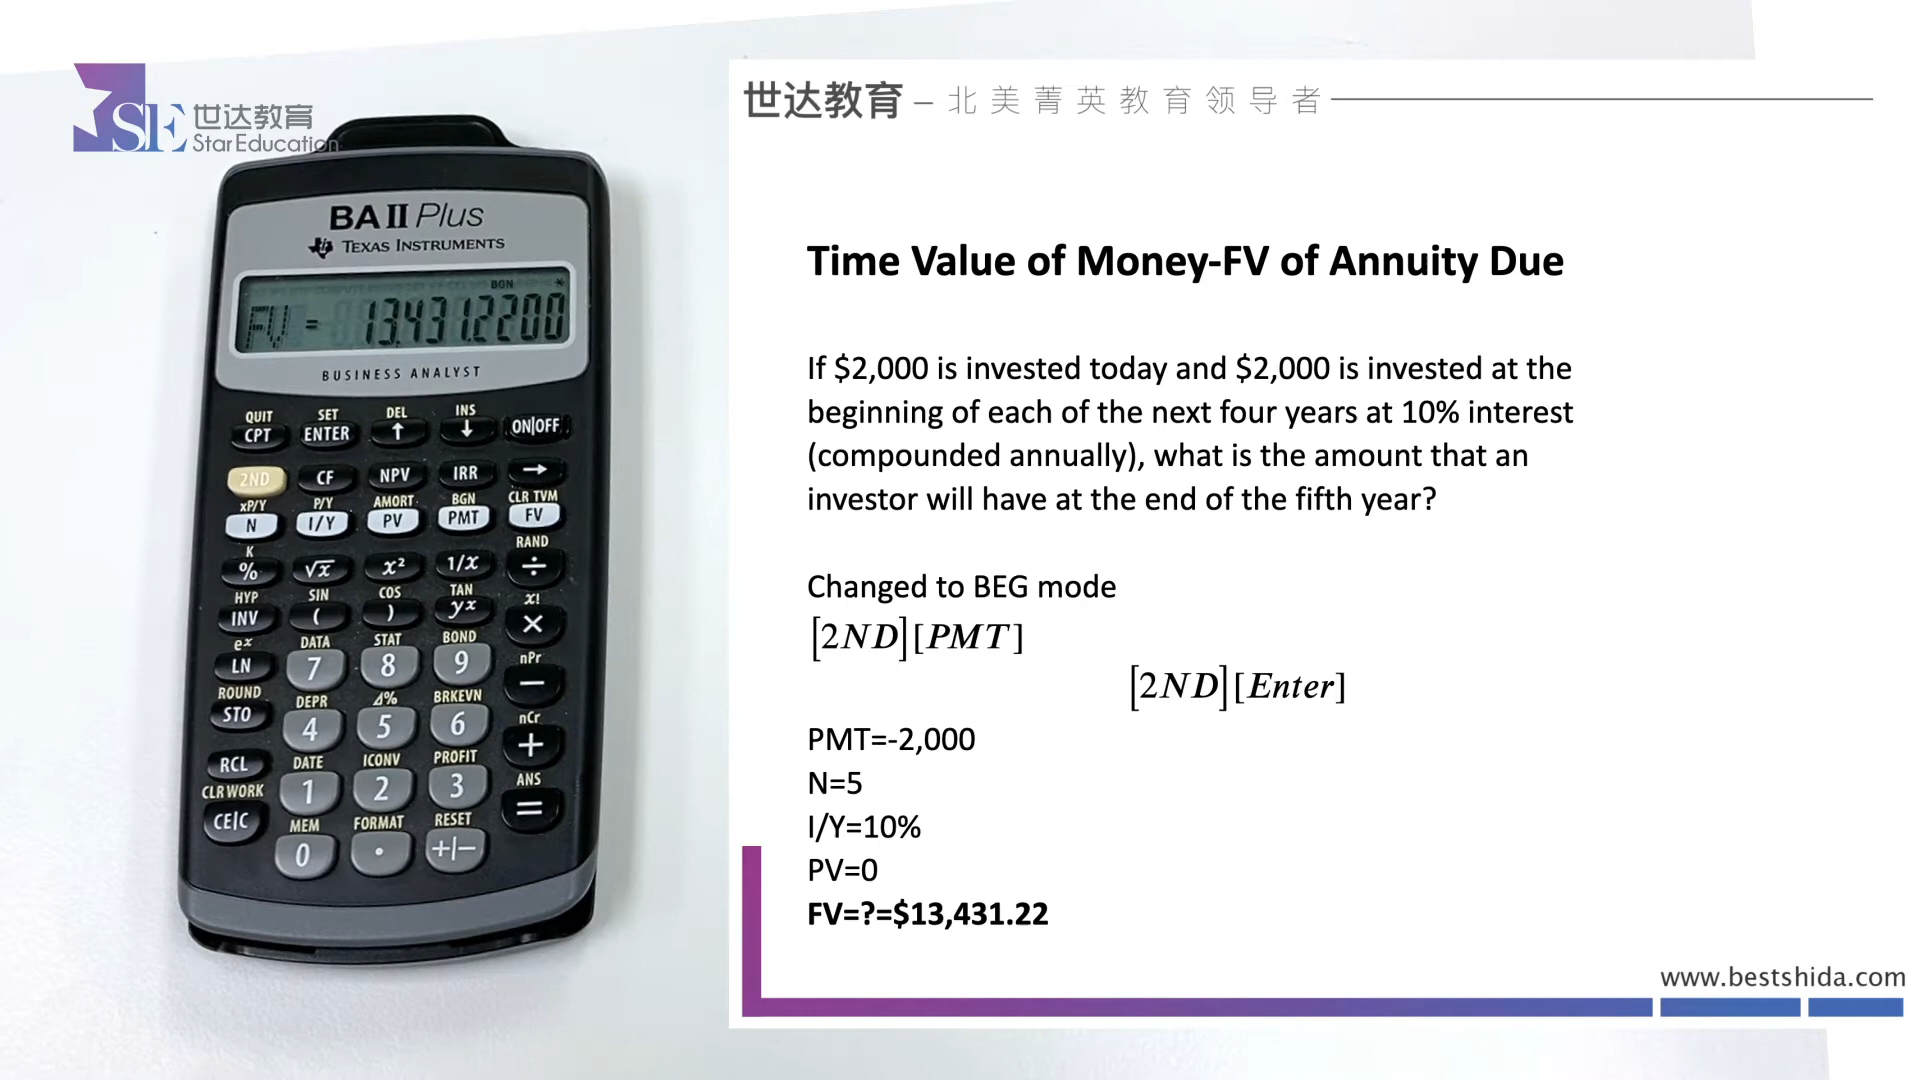 世达教育
Star Education
SE
BA II Plus
TEXAS INSTRUMENTS
BGN
FV = 13,431.2200
BUSINESS ANALYST
QUIT SET DEL INS
CPT ENTER ↑ ↓ ON|OFF
2ND CF NPV IRR →
xP/Y P/Y AMORT BGN CLR TVM
N I/Y PV PMT FV
K RAND
% √x x² 1/x ÷
HYP SIN COS TAN x!
INV ( ) yˣ ×
eˣ DATA STAT BOND nPr
LN 7 8 9 −
ROUND DEPR Δ% BRKEVN nCr
STO 4 5 6 +
DATE ICONV PROFIT ANS
RCL 1 2 3 =
CLR WORK MEM FORMAT RESET
CE|C 0 . +|−
世达教育 – 北美菁英教育领导者
Time Value of Money-FV of Annuity Due
If $2,000 is invested today and $2,000 is invested at the
beginning of each of the next four years at 10% interest
(compounded annually), what is the amount that an
investor will have at the end of the fifth year?
Changed to BEG mode
[2ND][PMT]
[2ND][Enter]
PMT=-2,000
N=5
I/Y=10%
PV=0
FV=?=$13,431.22
www.bestshida.com